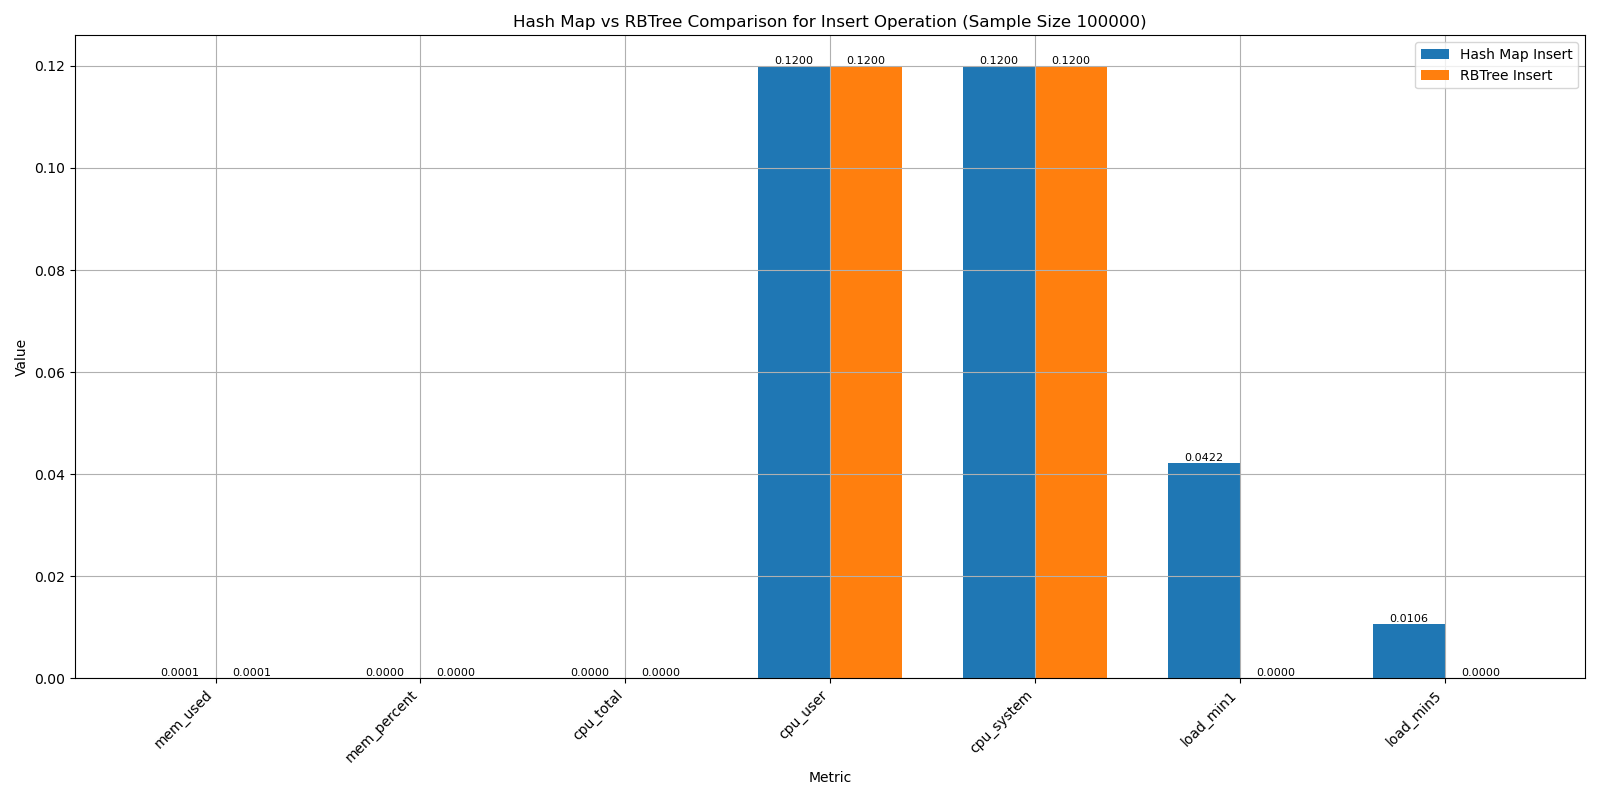 Hash Map vs RBTree Comparison for Insert Operation (Sample Size 100000)
Hash Map Insert
RBTree Insert
Value
0.12
0.10
0.08
0.06
0.04
0.02
0.00
0.0001 0.0001 0.0000 0.0000 0.0000 0.0000 0.1200 0.1200 0.1200 0.1200 0.0422 0.0000 0.0106 0.0000
mem_used mem_percent cpu_total cpu_user cpu_system load_min1 load_min5
Metric